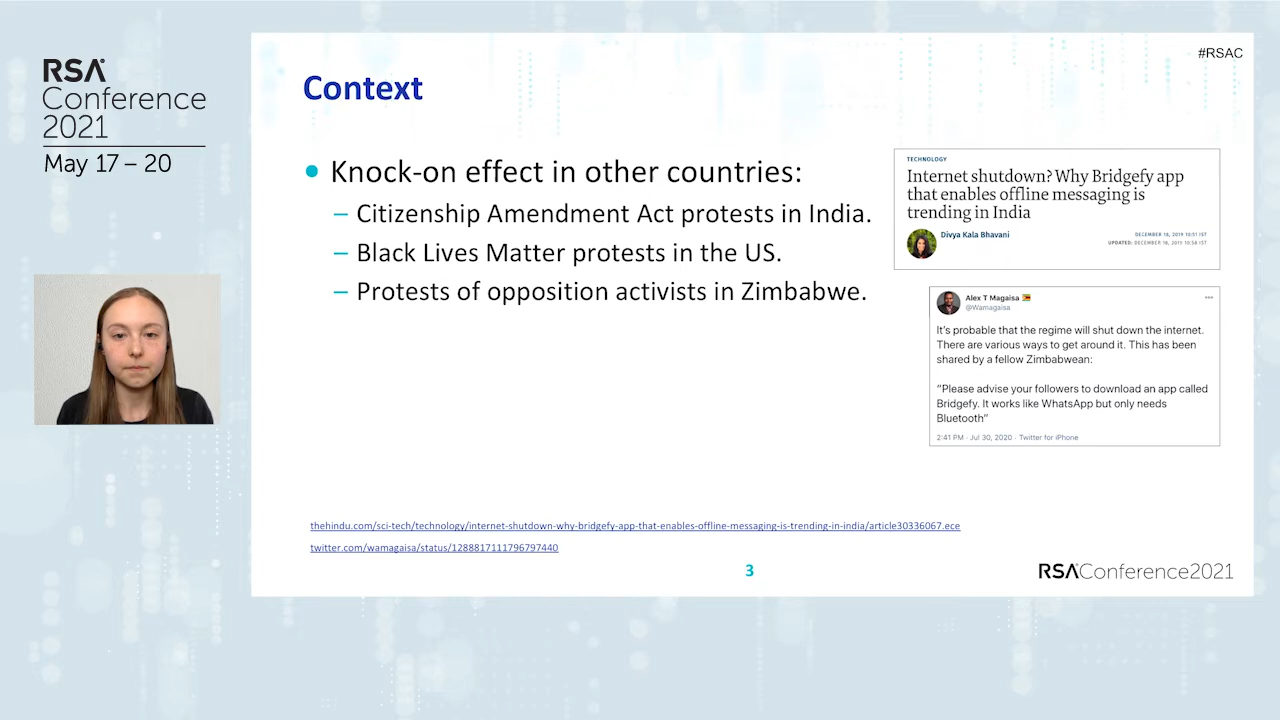 RSA
Conference
2021
May 17 – 20
#RSAC
Context
• Knock-on effect in other countries:
– Citizenship Amendment Act protests in India.
– Black Lives Matter protests in the US.
– Protests of opposition activists in Zimbabwe.
TECHNOLOGY
Internet shutdown? Why Bridgefy app
that enables offline messaging is
trending in India
Divya Kala Bhavani
DECEMBER 18, 2019 10:51 IST
UPDATED: DECEMBER 18, 2019 10:58 IST
Alex T Magaisa
@Wamagaisa
It's probable that the regime will shut down the internet.
There are various ways to get around it. This has been
shared by a fellow Zimbabwean:
"Please advise your followers to download an app called
Bridgefy. It works like WhatsApp but only needs
Bluetooth"
2:41 PM · Jul 30, 2020 · Twitter for iPhone
thehindu.com/sci-tech/technology/internet-shutdown-why-bridgefy-app-that-enables-offline-messaging-is-trending-in-india/article30336067.ece
twitter.com/wamagaisa/status/1288817111796797440
3
RSAConference2021